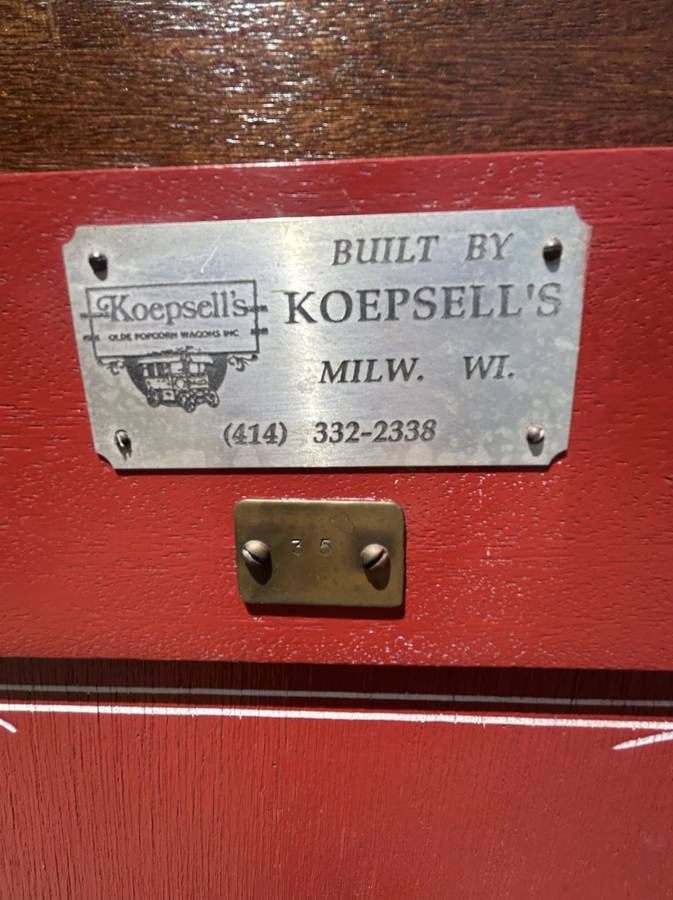 BUILT BY
KOEPSELL'S
MILW. WI.
(414) 332-2338
Koepsell's
OLDE POPCORN WAGONS INC
35